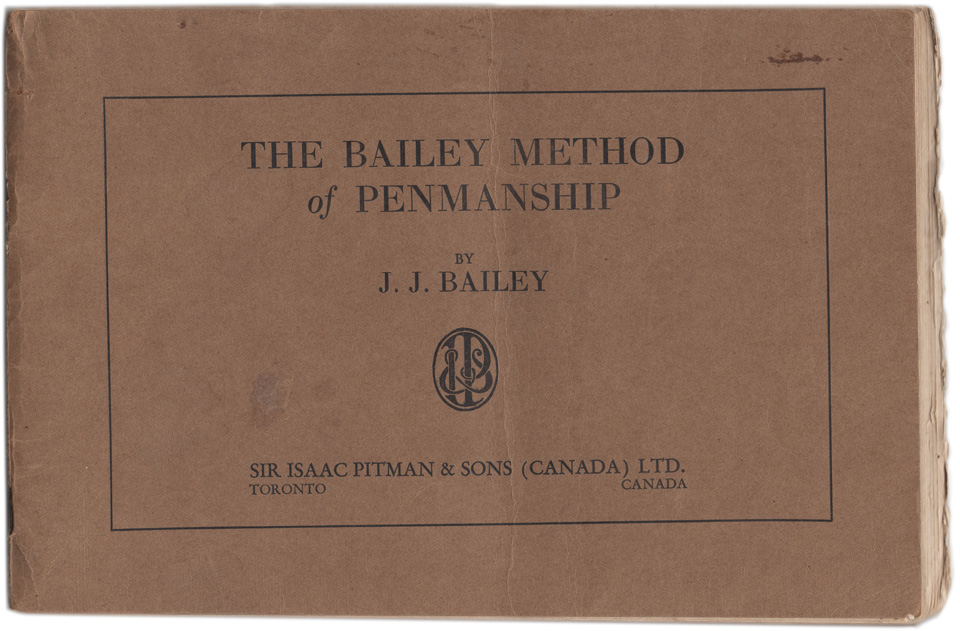 THE BAILEY METHOD
of PENMANSHIP
BY
J. J. BAILEY
SIR ISAAC PITMAN & SONS (CANADA) LTD.
TORONTO CANADA